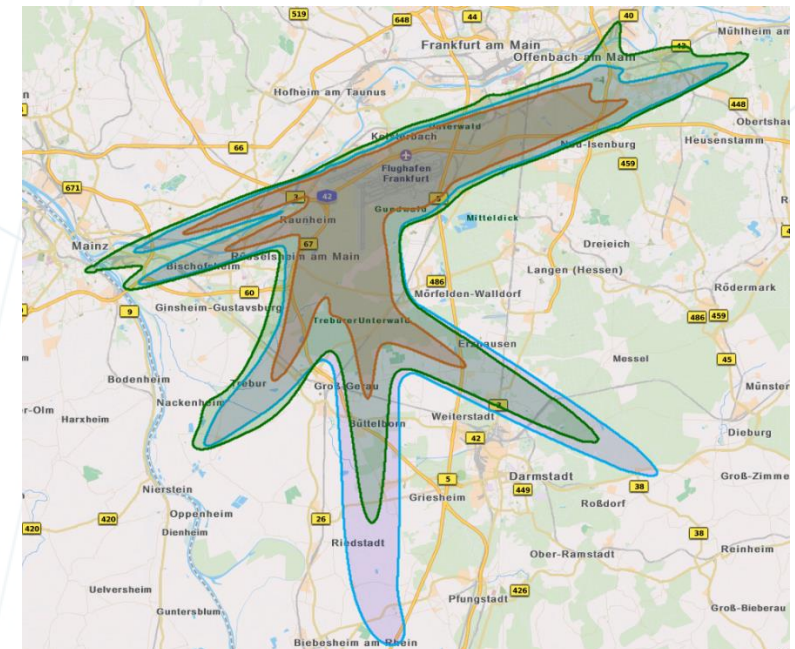 519
648
44
40
Mühlheim am
Frankfurt am Main
Offenbach am Main
43
Hofheim am Taunus
448
Obertshau
Kelsterbach
Unterwald
66
Neu-Isenburg
Heusenstamm
Flughafen
Frankfurt
459
671
3
42
5
Gundwald
Raunheim
Mitteldick
Mainz
67
Rüsselsheim am Main
Dreieich
Bischofsheim
Langen (Hessen)
486
Rödermark
60
Mörfelden-Walldorf
9
Ginsheim-Gustavsburg
486
459
Treburer Unterwald
Erzhausen
Messel
45
Bodenheim
Trebur
Groß-Gerau
Münster
Nackenheim
er-Olm
Harxheim
3
Weiterstadt
Büttelborn
42
Dieburg
Darmstadt
5
38
Groß-Zimme
Nierstein
449
Griesheim
Roßdorf
Oppenheim
420
420
26
Dienheim
38
Riedstadt
Ober-Ramstadt
Reinheim
Uelversheim
426
Pfungstadt
Guntersblum
Groß-Bieberau
Biebesheim am Rhein